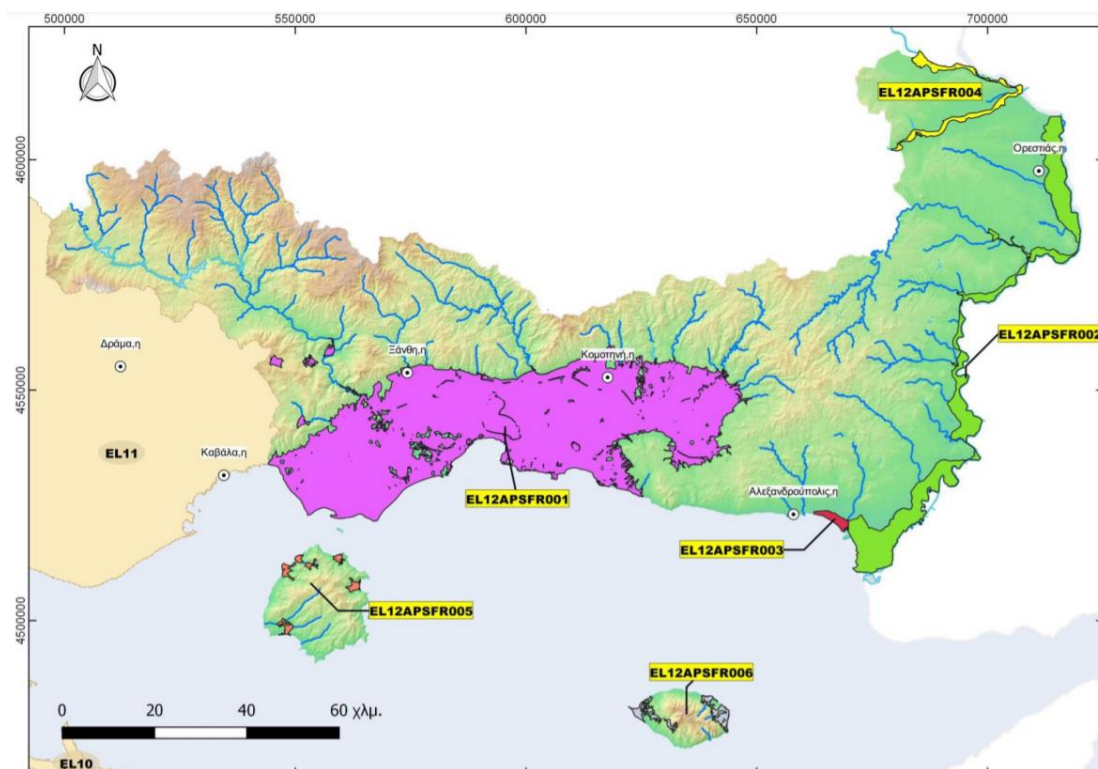 500000
550000
600000
650000
700000
N
EL12APSFR004
4600000
Ορεστιάς,η
EL12APSFR002
Δράμα,η
Ξάνθη,η
Κομοτηνή,η
4550000
EL11
Καβάλα,η
EL12APSFR001
Αλεξανδρούπολις,η
EL12APSFR003
EL12APSFR005
4500000
EL12APSFR006
0 20 40 60 χλμ.
EL10